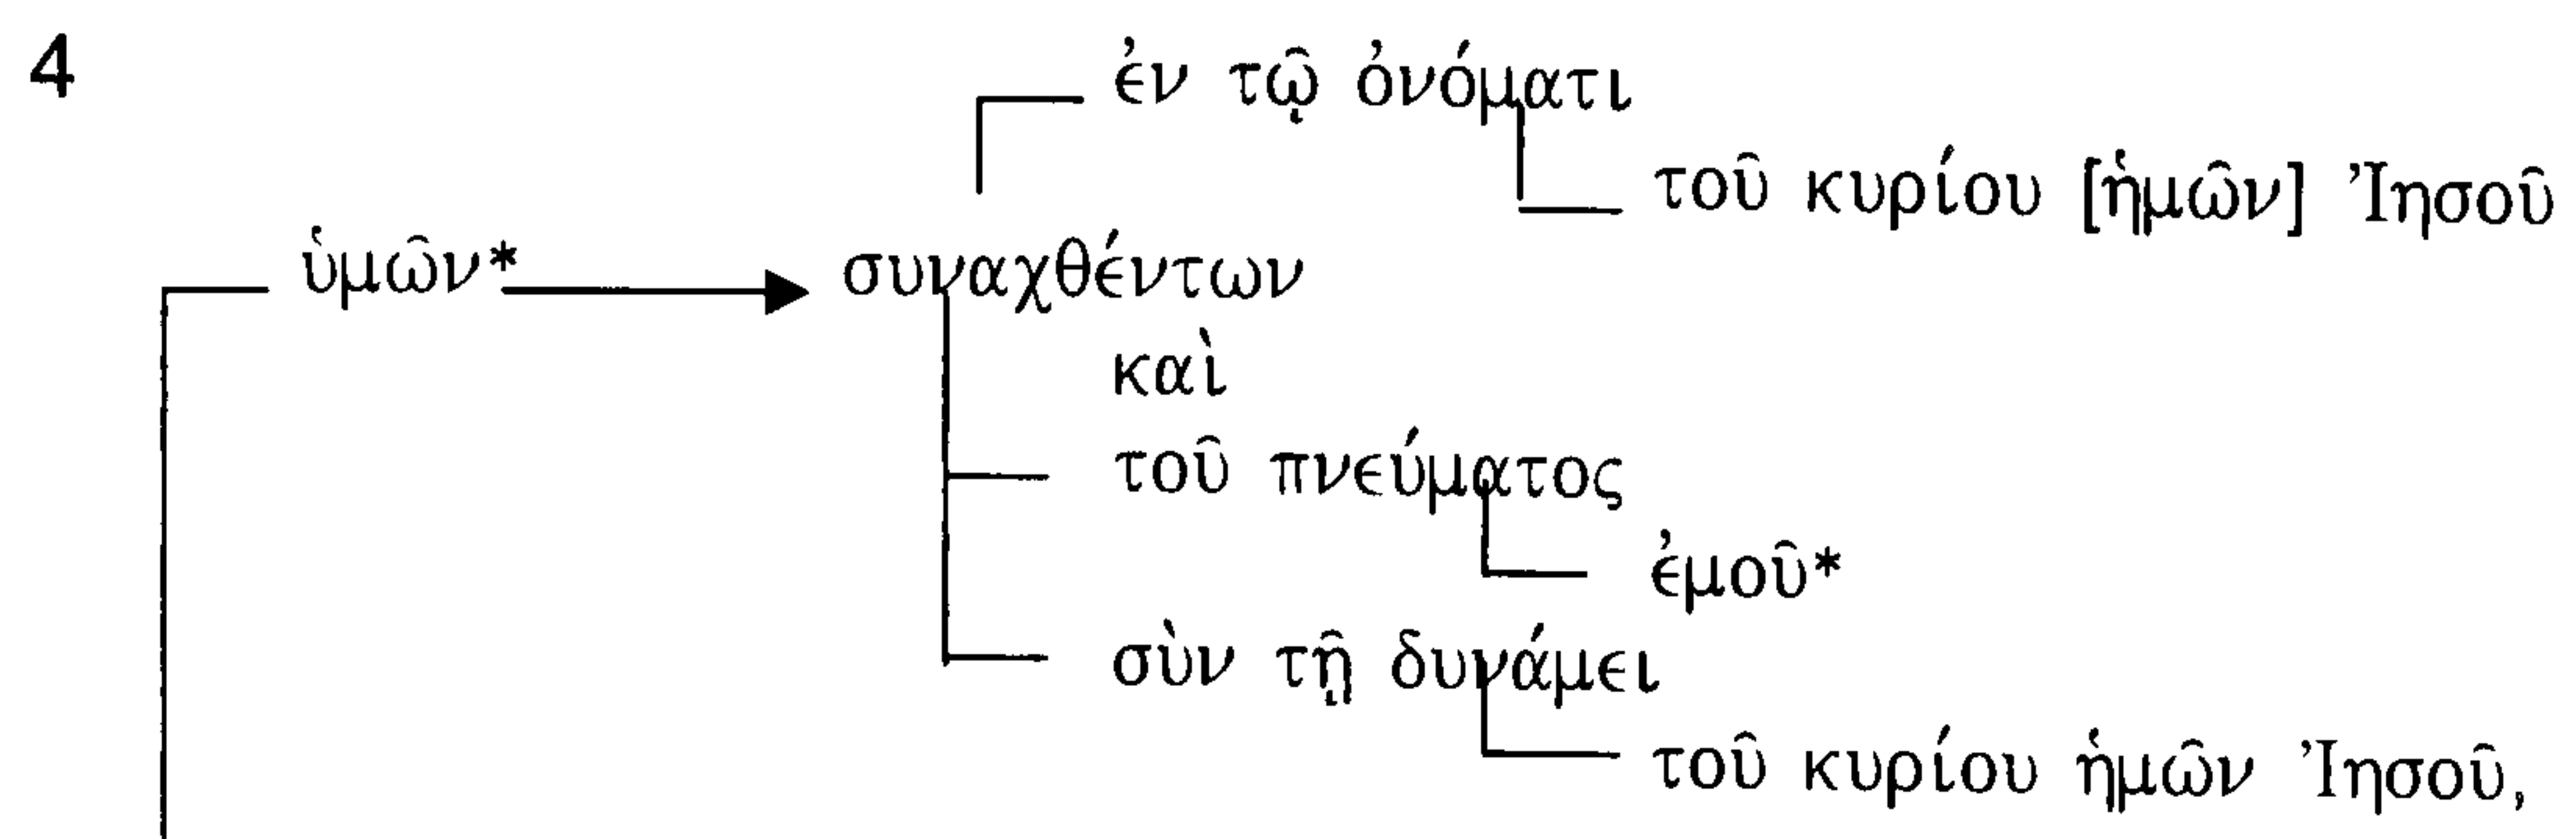 4
ἐν τῷ ὀνόματι
τοῦ κυρίου [ἡμῶν] Ἰησοῦ
ὑμῶν* συναχθέντων
καὶ
τοῦ πνεύματος
ἐμοῦ*
σὺν τῇ δυνάμει
τοῦ κυρίου ἡμῶν Ἰησοῦ,